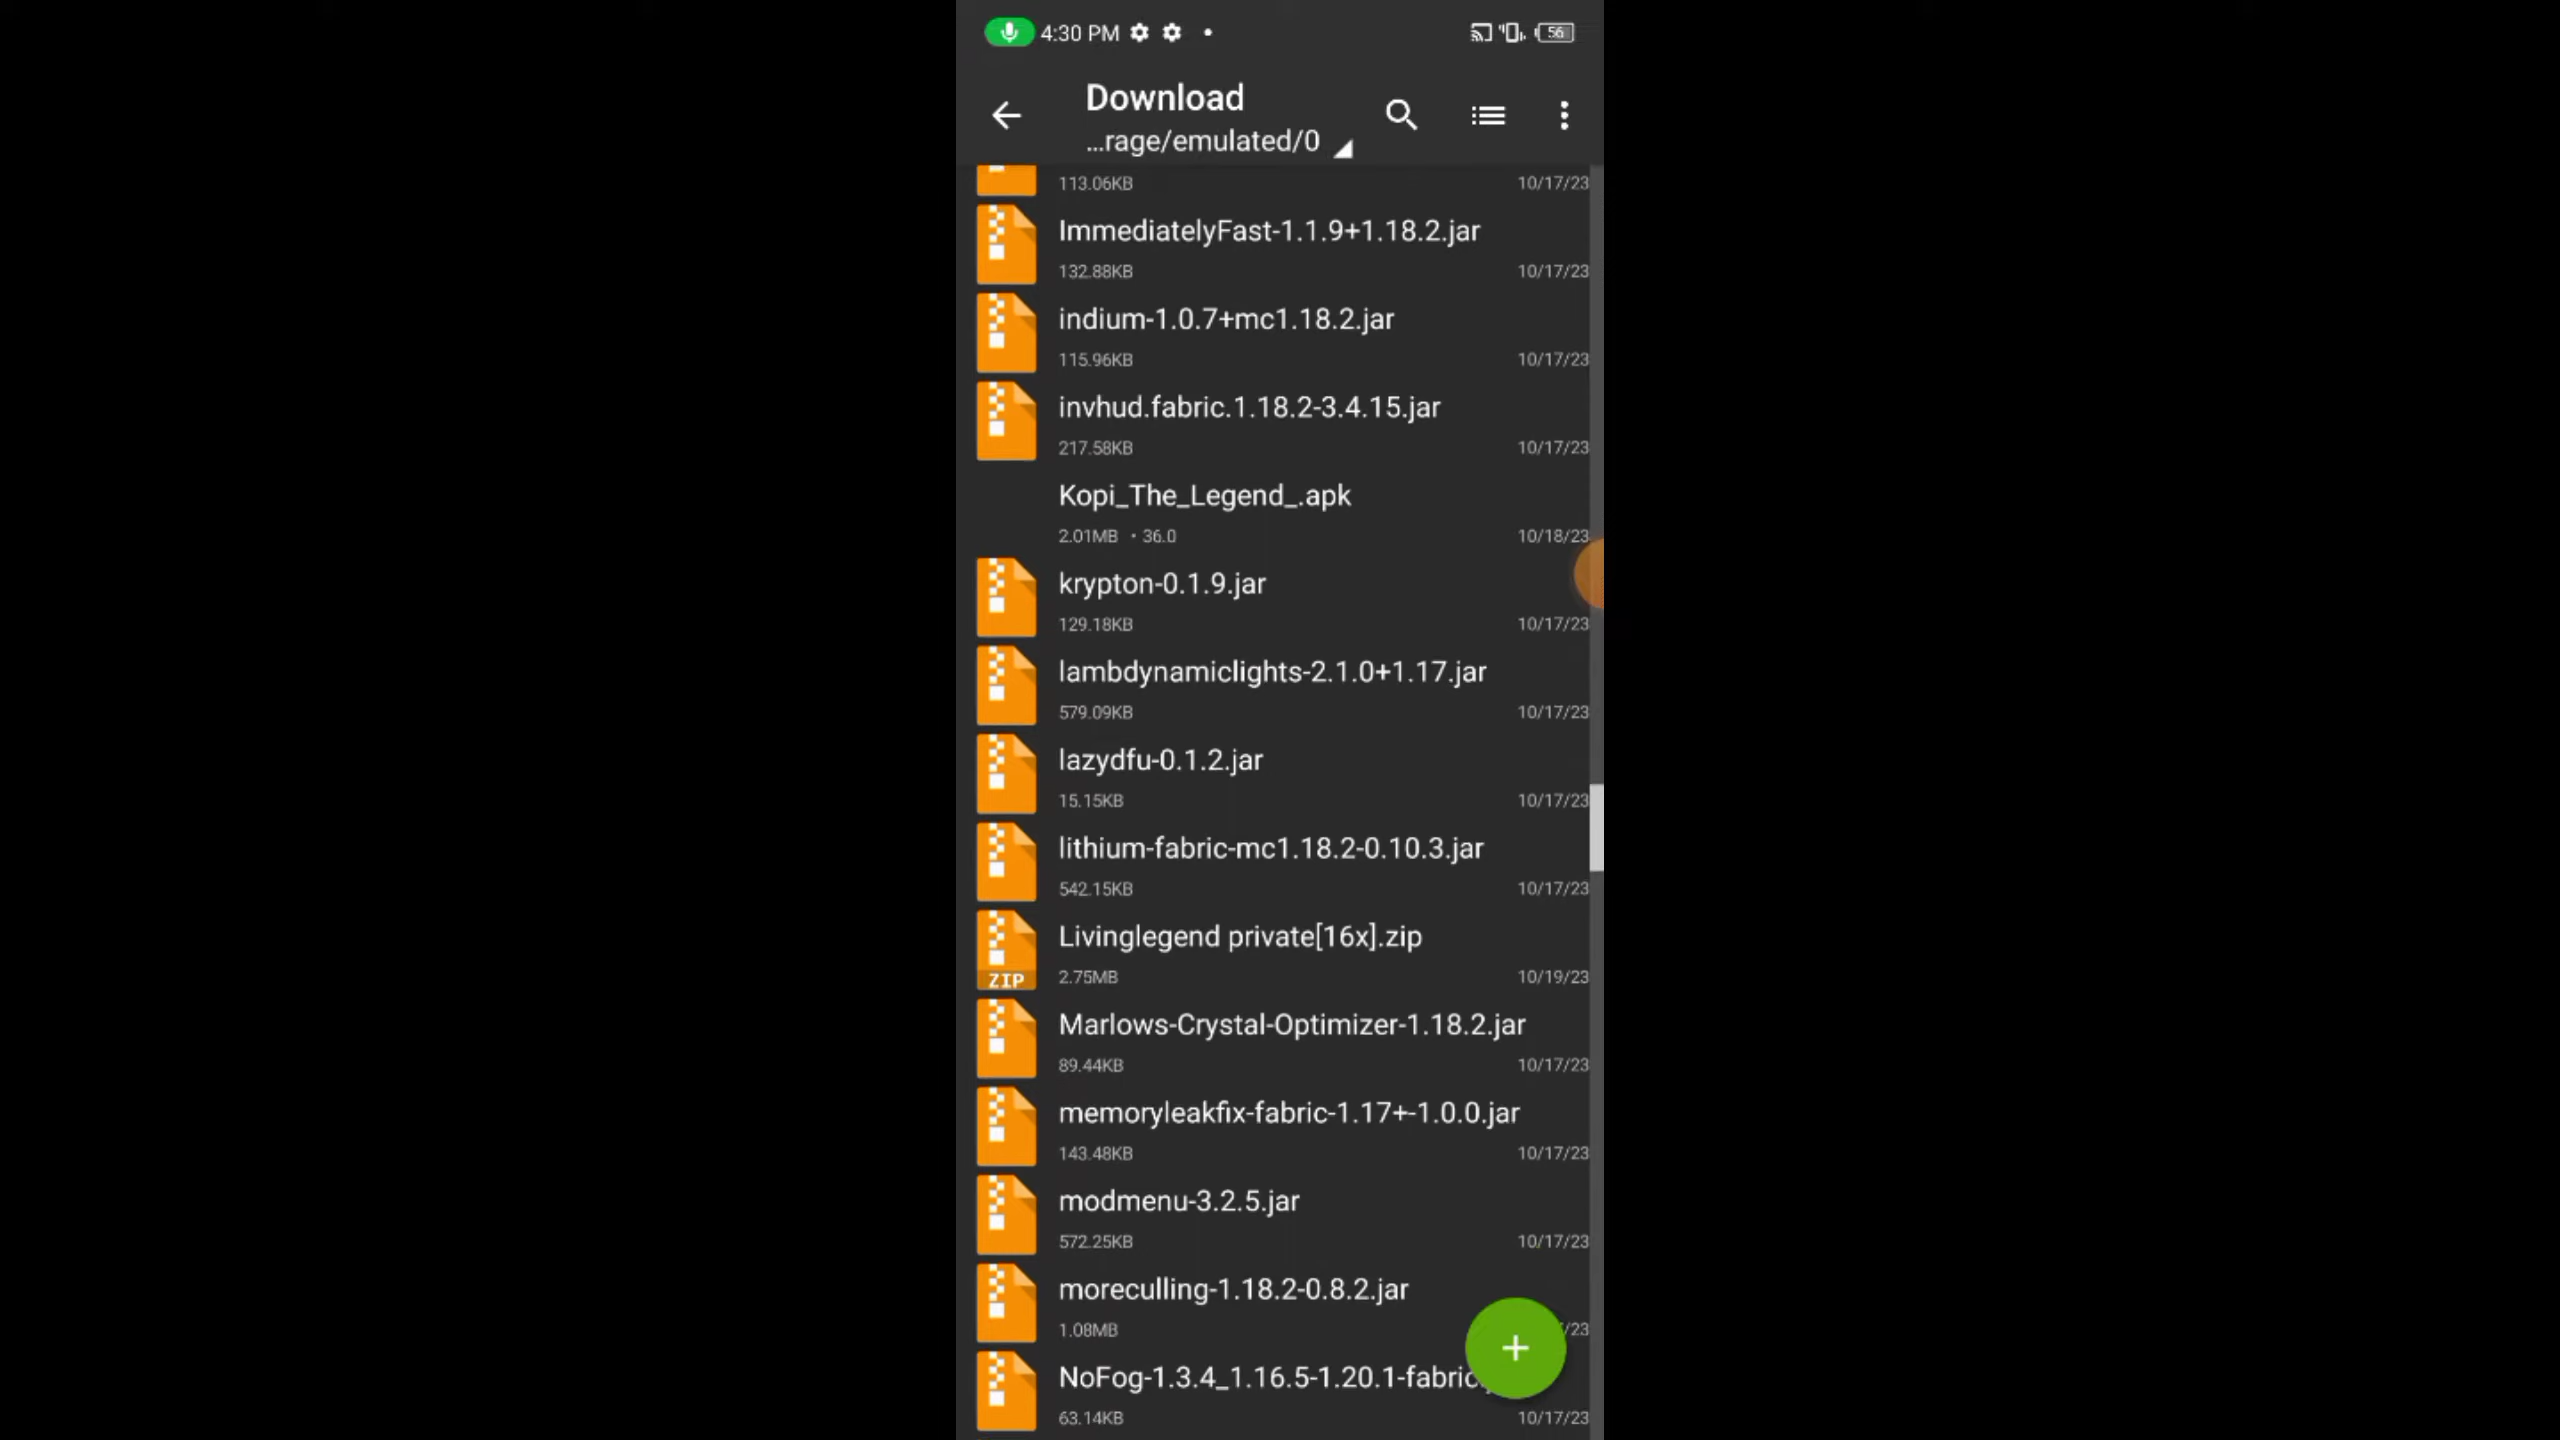 4:30 PM
56
Download
...rage/emulated/0
113.06KB 10/17/23
ImmediatelyFast-1.1.9+1.18.2.jar
132.88KB 10/17/23
indium-1.0.7+mc1.18.2.jar
115.96KB 10/17/23
invhud.fabric.1.18.2-3.4.15.jar
217.58KB 10/17/23
Kopi_The_Legend_.apk
2.01MB · 36.0 10/18/23
krypton-0.1.9.jar
129.18KB 10/17/23
lambdynamiclights-2.1.0+1.17.jar
579.09KB 10/17/23
lazydfu-0.1.2.jar
15.15KB 10/17/23
lithium-fabric-mc1.18.2-0.10.3.jar
542.15KB 10/17/23
Livinglegend private[16x].zip
ZIP 2.75MB 10/19/23
Marlows-Crystal-Optimizer-1.18.2.jar
89.44KB 10/17/23
memoryleakfix-fabric-1.17+-1.0.0.jar
143.48KB 10/17/23
modmenu-3.2.5.jar
572.25KB 10/17/23
moreculling-1.18.2-0.8.2.jar
1.08MB /23
NoFog-1.3.4_1.16.5-1.20.1-fabric
63.14KB 10/17/23